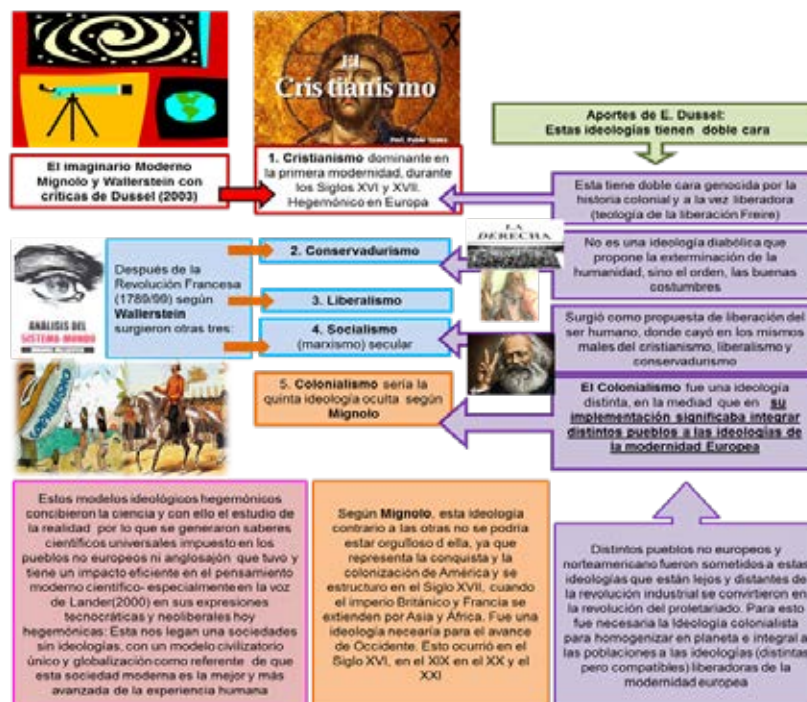 El
Cristianismo
Aportes de E. Dussel:
Estas ideologías tienen doble cara
El imaginario Moderno
Mignolo y Wallerstein con
críticas de Dussel (2003)
1. Cristianismo dominante en
la primera modernidad, durante
los Siglos XVI y XVII.
Hegemónico en Europa
Esta tiene doble cara genocida por la
historia colonial y a la vez liberadora
(teología de la liberación Freire)
LA
DERECHA
Después de la
Revolución Francesa
(1789/99) según
Wallerstein
surgieron otras tres:
2. Conservadurismo
No es una ideología diabólica que
propone la exterminación de la
humanidad, sino el orden, las buenas
costumbres
3. Liberalismo
4. Socialismo
(marxismo) secular
Surgió como propuesta de liberación del
ser humano, donde cayó en los mismos
males del cristianismo, liberalismo y
conservadurismo
ANÁLISIS DEL
SISTEMA-MUNDO
COLONIALISMO
5. Colonialismo sería la
quinta ideología oculta según
Mignolo
El Colonialismo fue una ideología
distinta, en la mediad que en su
implementación significaba integrar
distintos pueblos a las ideologías de
la modernidad Europea
Estos modelos ideológicos hegemónicos
concibieron la ciencia y con ello el estudio de
la realidad por lo que se generaron saberes
científicos universales impuesto en los
pueblos no europeos ni anglosajón que tuvo y
tiene un impacto eficiente en el pensamiento
moderno científico- especialmente en la voz
de Lander(2000) en sus expresiones
tecnocráticas y neoliberales hoy
hegemónicas: Esta nos legan una sociedades
sin ideologías, con un modelo civilizatorio
único y globalización como referente de que
esta sociedad moderna es la mejor y más
avanzada de la experiencia humana
Según Mignolo, esta ideología
contrario a las otras no se podría
estar orgulloso d ella, ya que
representa la conquista y la
colonización de América y se
estructuro en el Siglo XVII, cuando
el imperio Británico y Francia se
extienden por Asia y África. Fue una
ideología necearía para el avance
de Occidente. Esto ocurrió en el
Siglo XVI, en el XIX en el XX y el
XXI
Distintos pueblos no europeos y
norteamericano fueron sometidos a estas
ideologías que están lejos y distantes de
la revolución industrial se convirtieron en
la revolución del proletariado. Para esto
fue necesaria la Ideología colonialista
para homogenizar en planeta e integral a
las poblaciones a las ideologías (distintas,
pero compatibles) liberadoras de la
modernidad europea